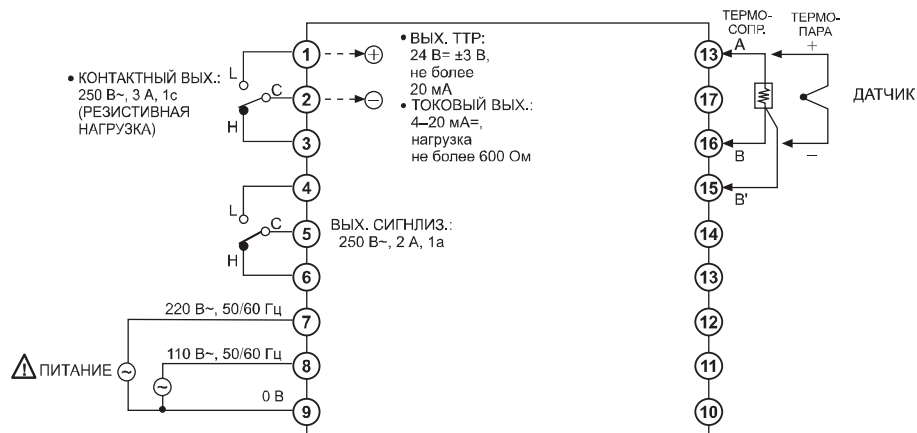 • КОНТАКТНЫЙ ВЫХ.:
250 В~, 3 А, 1с
(РЕЗИСТИВНАЯ
НАГРУЗКА)
L
C
H
1
2
3
+
−
• ВЫХ. ТТР:
24 В= ±3 В,
не более
20 мА
• ТОКОВЫЙ ВЫХ.:
4–20 мА=,
нагрузка
не более 600 Ом
L
C
H
4
5
6
ВЫХ. СИГНЛИЗ.:
250 В~, 2 А, 1а
220 В~, 50/60 Гц
7
110 В~, 50/60 Гц
8
ПИТАНИЕ
~
~
0 В
9
ТЕРМО-
СОПР.
ТЕРМО-
ПАРА
13
A
+
17
ДАТЧИК
16
B
−
15
B'
14
13
12
11
10